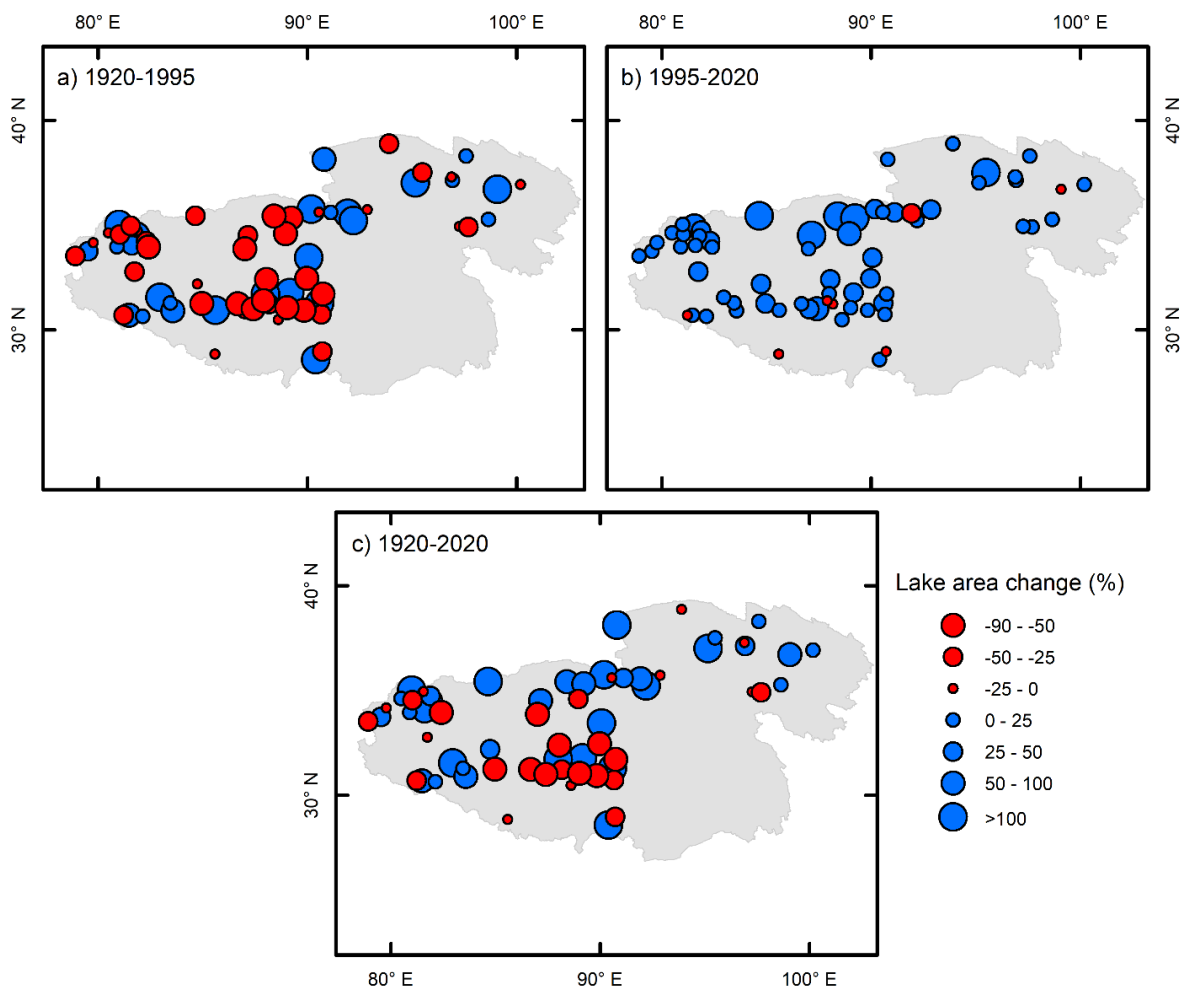 80° E 90° E 100° E 80° E 90° E 100° E
a) 1920-1995 b) 1995-2020
40° N 40° N
30° N 30° N
c) 1920-2020
40° N
30° N
Lake area change (%)
-90 - -50
-50 - -25
-25 - 0
0 - 25
25 - 50
50 - 100
>100
80° E 90° E 100° E